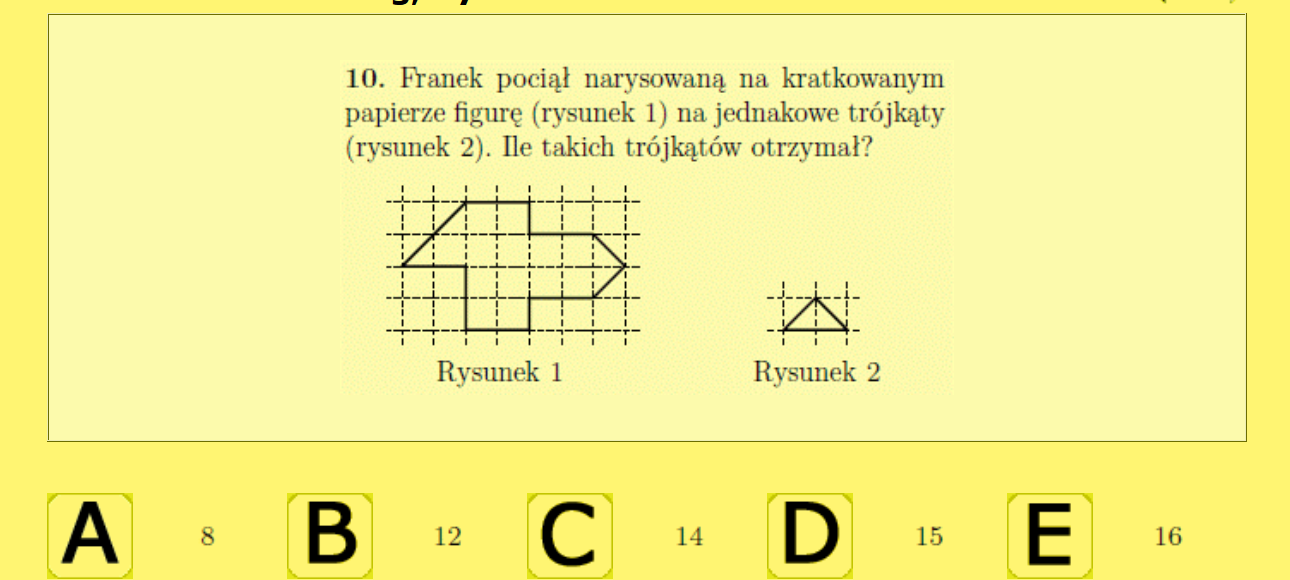 10. Franek pociął narysowaną na kratkowanym
papierze figurę (rysunek 1) na jednakowe trójkąty
(rysunek 2). Ile takich trójkątów otrzymał?
Rysunek 1 Rysunek 2
A 8 B 12 C 14 D 15 E 16